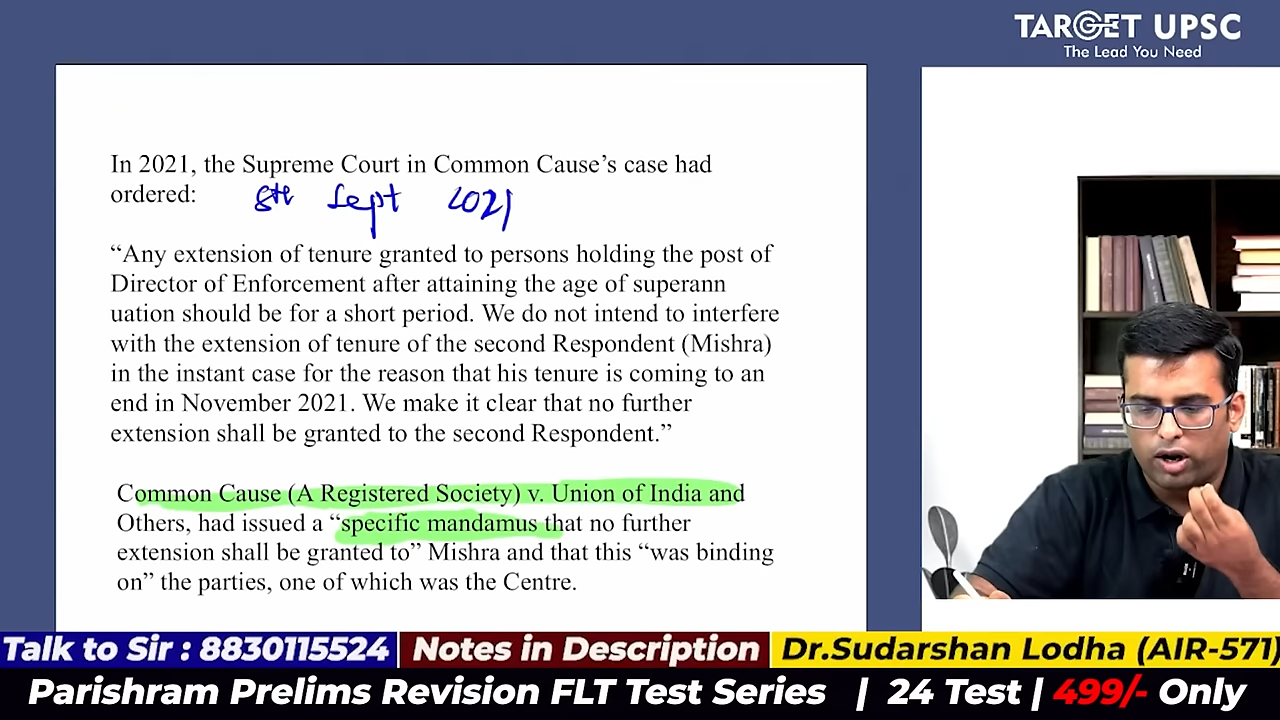 TARGET UPSC
The Lead You Need
In 2021, the Supreme Court in Common Cause’s case had
ordered:
8th Sept 2021
“Any extension of tenure granted to persons holding the post of
Director of Enforcement after attaining the age of superann
uation should be for a short period. We do not intend to interfere
with the extension of tenure of the second Respondent (Mishra)
in the instant case for the reason that his tenure is coming to an
end in November 2021. We make it clear that no further
extension shall be granted to the second Respondent.”
Common Cause (A Registered Society) v. Union of India and
Others, had issued a “specific mandamus that no further
extension shall be granted to” Mishra and that this “was binding
on” the parties, one of which was the Centre.
Talk to Sir : 8830115524 Notes in Description Dr.Sudarshan Lodha (AIR-571)
Parishram Prelims Revision FLT Test Series | 24 Test | 499/- Only